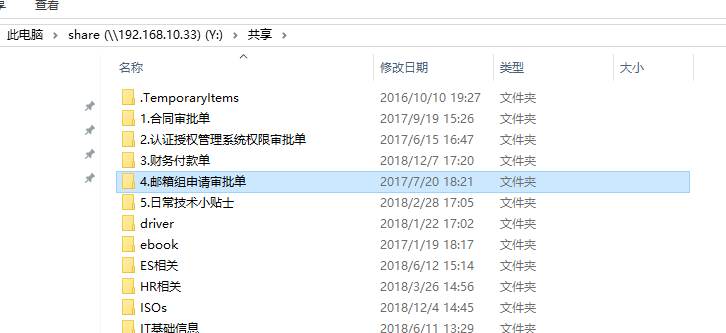 享 查看
此电脑 > share (\\192.168.10.33) (Y:) > 共享 >
名称 修改日期 类型 大小
.TemporaryItems 2016/10/10 19:27 文件夹
1.合同审批单 2017/9/19 15:26 文件夹
2.认证授权管理系统权限审批单 2017/6/15 16:47 文件夹
3.财务付款单 2018/12/7 17:20 文件夹
4.邮箱组申请审批单 2017/7/20 18:21 文件夹
5.日常技术小贴士 2018/2/28 17:05 文件夹
driver 2018/1/22 17:02 文件夹
ebook 2017/1/19 18:17 文件夹
ES相关 2018/6/12 15:14 文件夹
HR相关 2018/3/26 14:56 文件夹
ISOs 2018/12/4 14:45 文件夹
IT基础信息 2018/6/11 13:29 文件夹